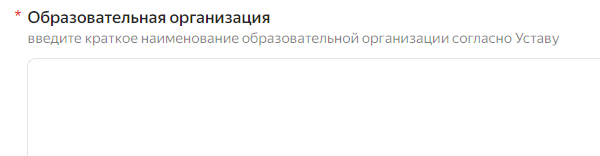 * Образовательная организация
введите краткое наименование образовательной организации согласно Уставу